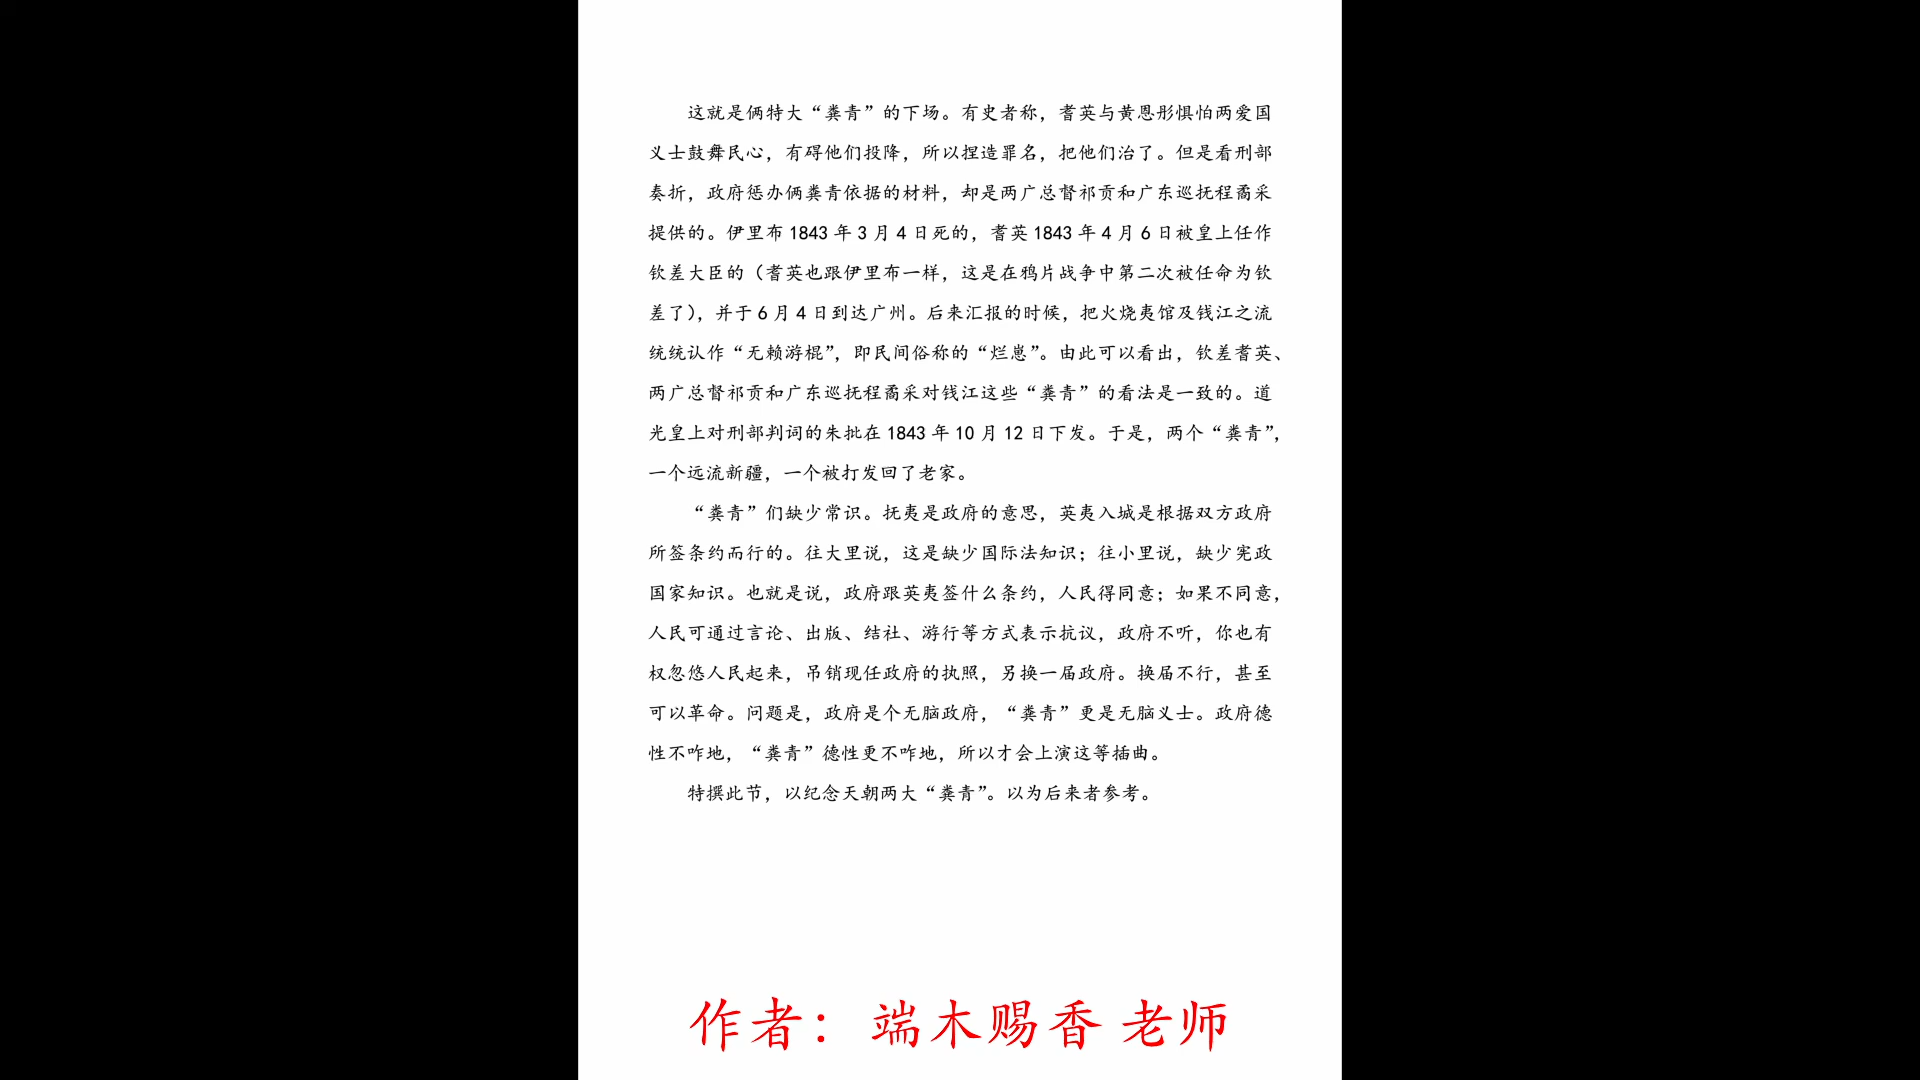 这就是俩特大“粪青”的下场。有史者称，耆英与黄恩彤惧怕两爱国
义士鼓舞民心，有碍他们投降，所以捏造罪名，把他们治了。但是看刑部
奏折，政府惩办俩粪青依据的材料，却是两广总督祁贡和广东巡抚程矞采
提供的。伊里布1843年3月4日死的，耆英1843年4月6日被皇上任作
钦差大臣的（耆英也跟伊里布一样，这是在鸦片战争中第二次被任命为钦
差了），并于6月4日到达广州。后来汇报的时候，把火烧夷馆及钱江之流
统统认作“无赖游棍”，即民间俗称的“烂崽”。由此可以看出，钦差耆英、
两广总督祁贡和广东巡抚程矞采对钱江这些“粪青”的看法是一致的。道
光皇上对刑部判词的朱批在1843年10月12日下发。于是，两个“粪青”，
一个远流新疆，一个被打发回了老家。
“粪青”们缺少常识。抚夷是政府的意思，英夷入城是根据双方政府
所签条约而行的。往大里说，这是缺少国际法知识；往小里说，缺少宪政
国家知识。也就是说，政府跟英夷签什么条约，人民得同意；如果不同意，
人民可通过言论、出版、结社、游行等方式表示抗议，政府不听，你也有
权忽悠人民起来，吊销现任政府的执照，另换一届政府。换届不行，甚至
可以革命。问题是，政府是个无脑政府，“粪青”更是无脑义士。政府德
性不咋地，“粪青”德性更不咋地，所以才会上演这等插曲。
特撰此节，以纪念天朝两大“粪青”。以为后来者参考。
作者：端木赐香 老师